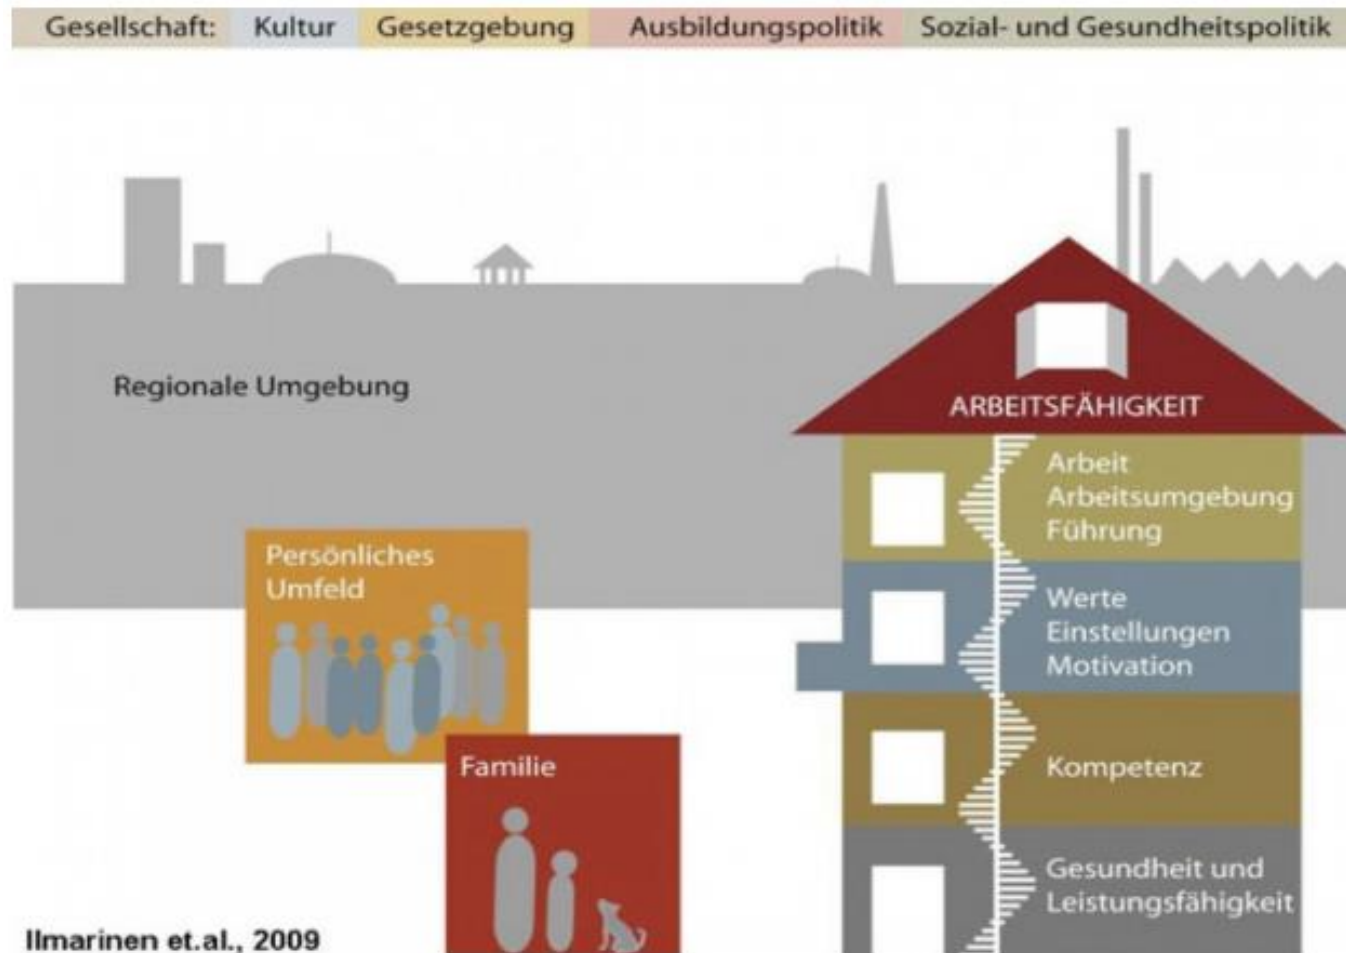 Gesellschaft: Kultur Gesetzgebung Ausbildungspolitik Sozial- und Gesundheitspolitik
Regionale Umgebung
ARBEITSFÄHIGKEIT
Arbeit
Arbeitsumgebung
Führung
Persönliches
Umfeld
Werte
Einstellungen
Motivation
Familie
Kompetenz
Gesundheit und
Leistungsfähigkeit
Ilmarinen et.al., 2009